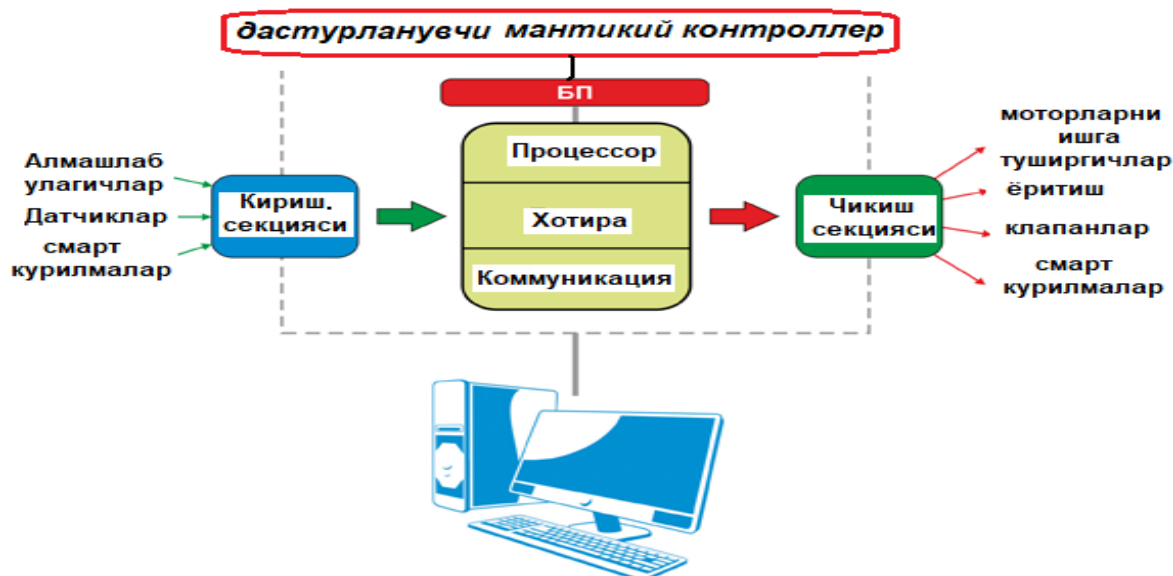 дастурланувчи мантикий контроллер
БП
Процессор
Хотира
Коммуникация
Алмашлаб
улагичлар
Датчиклар
смарт
курилмалар
Кириш.
секцияси
Чикиш
секцияси
моторларни
ишга
туширгичлар
ёритиш
клапанлар
смарт
курилмалар